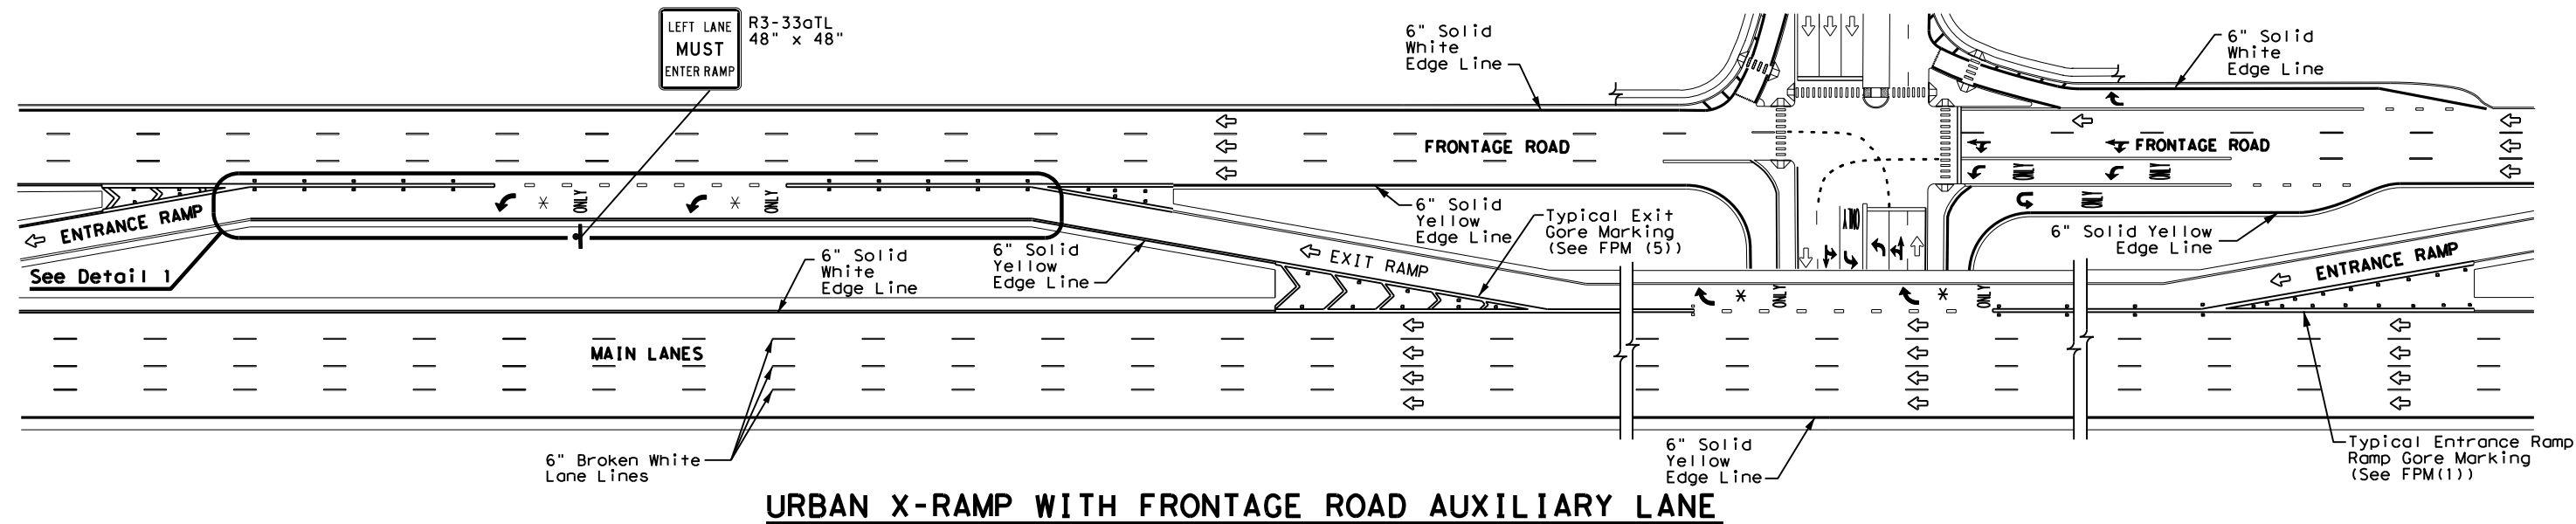 LEFT LANE
MUST
ENTER RAMP
R3-33aTL
48" x 48"
6" Solid
White
Edge Line
6" Solid
White
Edge Line
FRONTAGE ROAD
FRONTAGE ROAD
ONLY
ONLY
ONLY
ONLY
ONLY
ONLY
ENTRANCE RAMP
See Detail 1
6" Solid
White
Edge Line
6" Solid
Yellow
Edge Line
6" Solid
Yellow
Edge Line
Typical Exit
Gore Marking
(See FPM (5))
EXIT RAMP
6" Solid Yellow
Edge Line
ENTRANCE RAMP
ONLY
ONLY
MAIN LANES
6" Broken White
Lane Lines
6" Solid
Yellow
Edge Line
Typical Entrance Ramp
Ramp Gore Marking
(See FPM(1))
URBAN X-RAMP WITH FRONTAGE ROAD AUXILIARY LANE